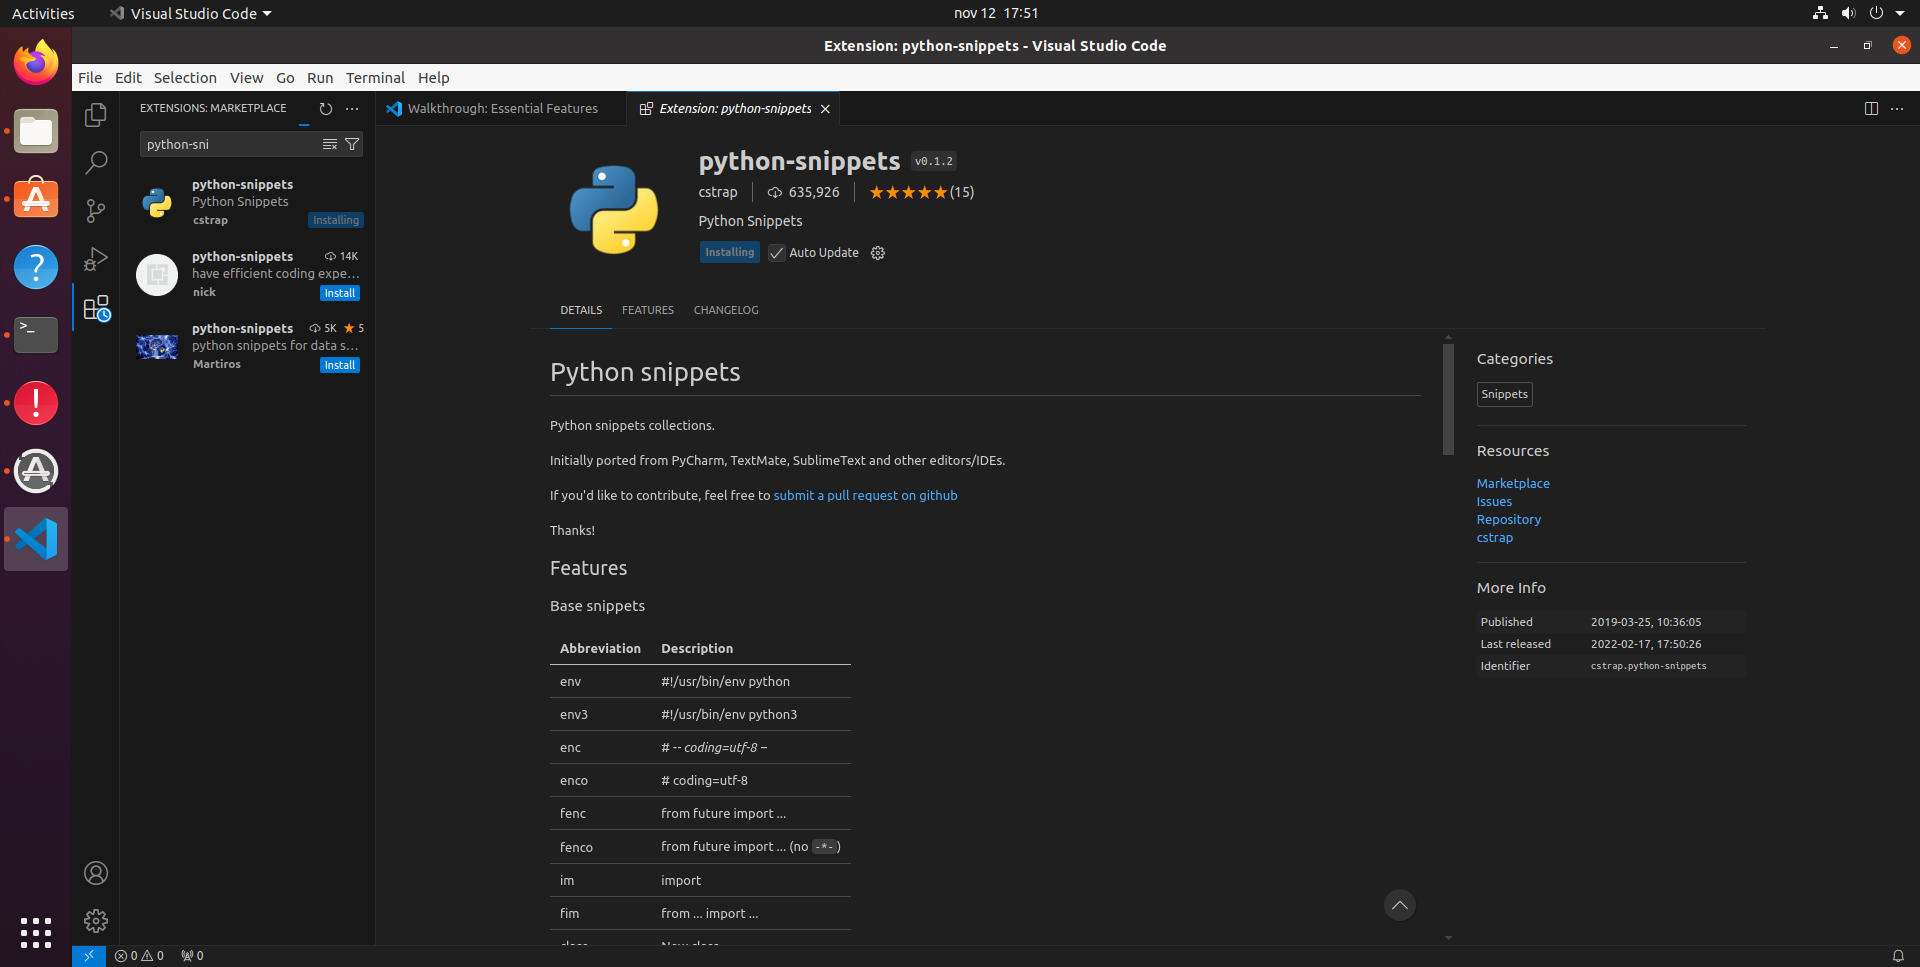 Activities
Visual Studio Code
nov 12 17:51
Extension: python-snippets - Visual Studio Code
File Edit Selection View Go Run Terminal Help
EXTENSIONS: MARKETPLACE
python-sni
python-snippets
Python Snippets
cstrap
Installing
python-snippets
14K
have efficient coding expe...
nick
Install
python-snippets
5K ★ 5
python snippets for data s...
Martiros
Install
Walkthrough: Essential Features
Extension: python-snippets
python-snippets
v0.1.2
cstrap
635,926
★★★★★(15)
Python Snippets
Installing
Auto Update
DETAILS FEATURES CHANGELOG
Python snippets
Python snippets collections.
Initially ported from PyCharm, TextMate, SublimeText and other editors/IDEs.
If you'd like to contribute, feel free to submit a pull request on github
Thanks!
Features
Base snippets
Abbreviation Description
env #!/usr/bin/env python
env3 #!/usr/bin/env python3
enc # -- coding=utf-8 –
enco # coding=utf-8
fenc from future import ...
fenco from future import ... (no -*-)
im import
fim from ... import ...
Categories
Snippets
Resources
Marketplace
Issues
Repository
cstrap
More Info
Published 2019-03-25, 10:36:05
Last released 2022-02-17, 17:50:26
Identifier cstrap.python-snippets
0 0 0